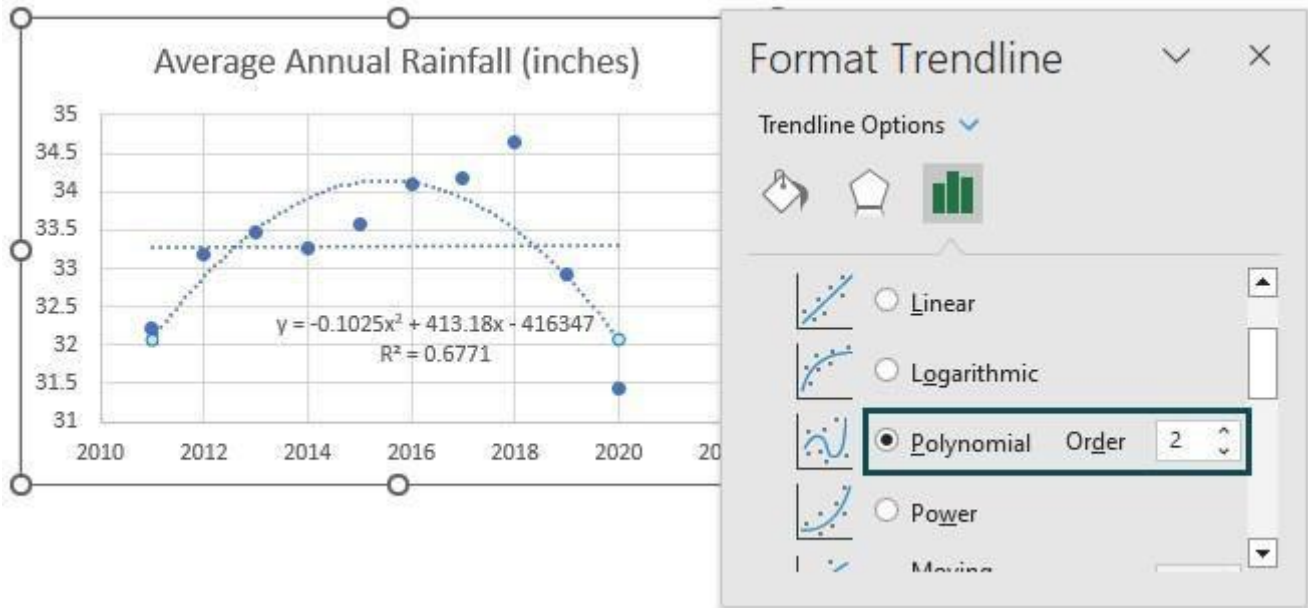 Average Annual Rainfall (inches)
35
34.5
34
33.5
33
32.5
32
31.5
31
y = -0.1025x² + 413.18x - 416347
R² = 0.6771
2010 2012 2014 2016 2018 2020 20
Format Trendline
Trendline Options
Linear
Logarithmic
Polynomial Order 2
Power
Moving